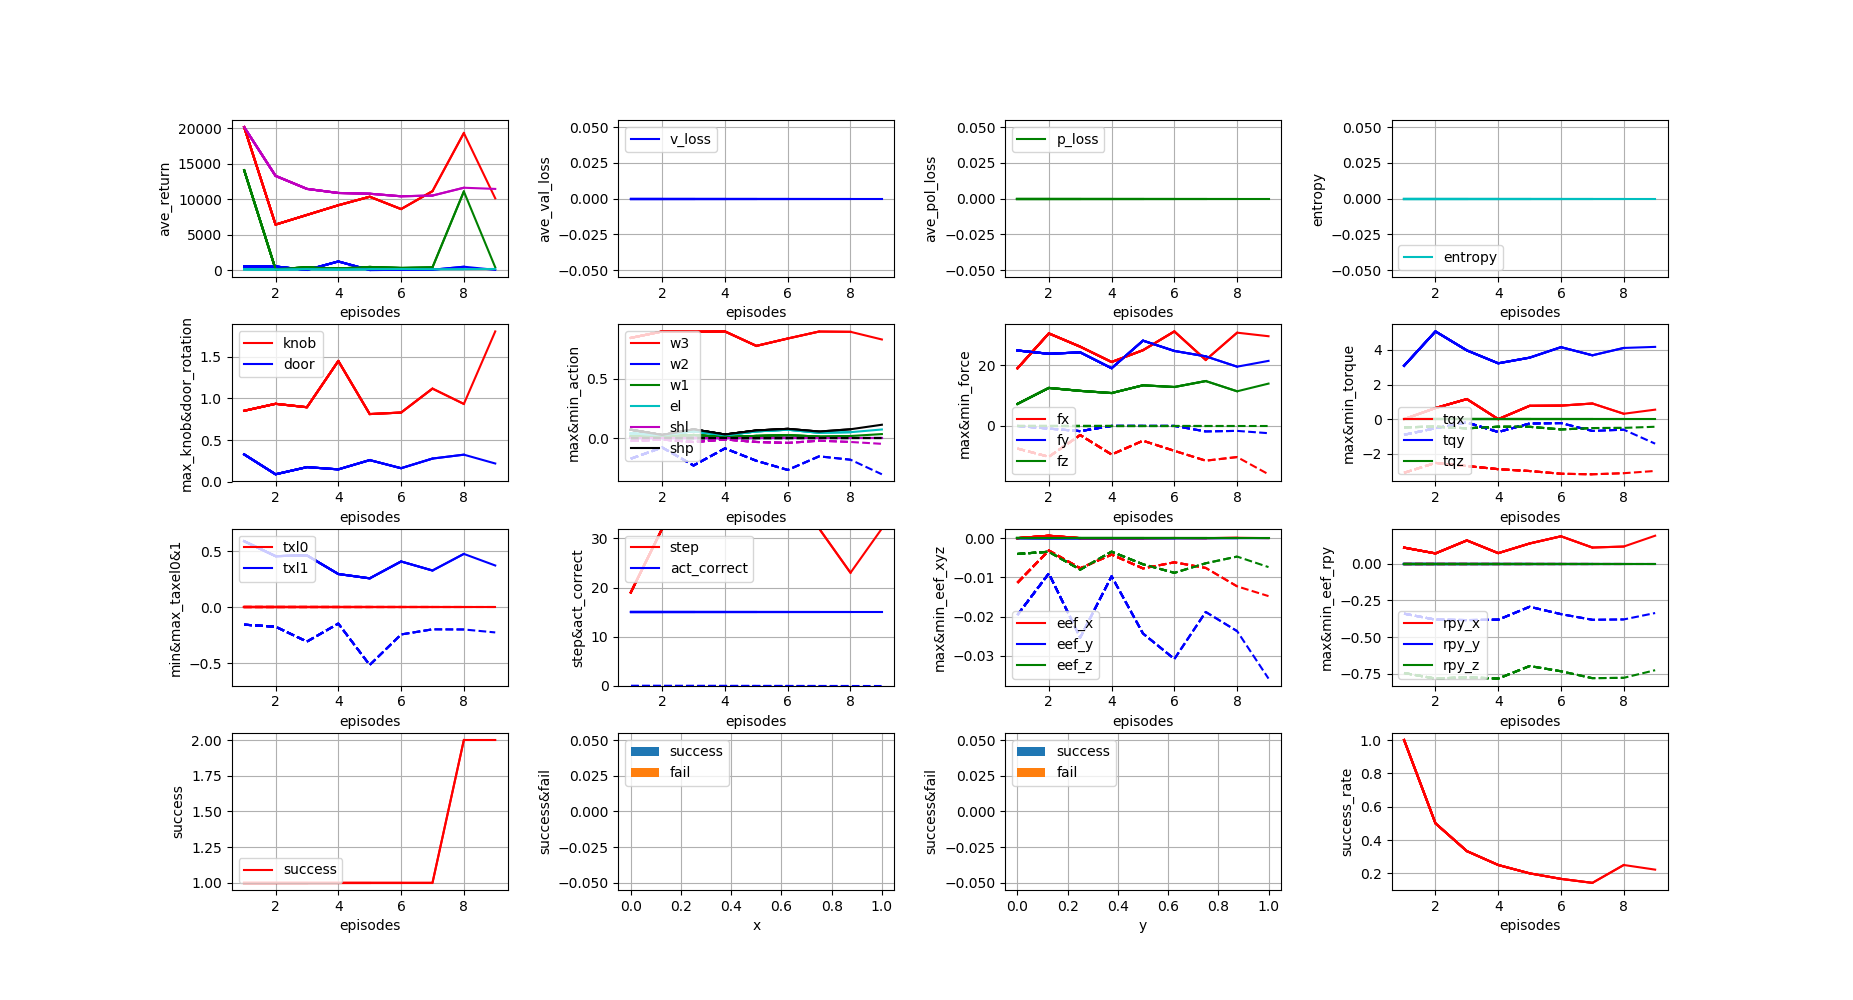 ave_return
20000
15000
10000
5000
0
2 4 6 8
episodes
ave_val_loss
0.050
0.025
0.000
−0.025
−0.050
v_loss
2 4 6 8
episodes
ave_pol_loss
0.050
0.025
0.000
−0.025
−0.050
p_loss
2 4 6 8
episodes
entropy
0.050
0.025
0.000
−0.025
−0.050
entropy
2 4 6 8
episodes
max_knob&door_rotation
1.5
1.0
0.5
0.0
knob
door
2 4 6 8
episodes
max&min_action
0.5
0.0
w3
w2
w1
el
shl
shp
2 4 6 8
episodes
max&min_force
20
0
fx
fy
fz
2 4 6 8
episodes
max&min_torque
4
2
0
−2
tqx
tqy
tqz
2 4 6 8
episodes
min&max_taxel0&1
0.5
0.0
−0.5
txl0
txl1
2 4 6 8
episodes
step&act_correct
30
20
10
0
step
act_correct
2 4 6 8
episodes
max&min_eef_xyz
0.00
−0.01
−0.02
−0.03
eef_x
eef_y
eef_z
2 4 6 8
episodes
max&min_eef_rpy
0.00
−0.25
−0.50
−0.75
rpy_x
rpy_y
rpy_z
2 4 6 8
episodes
success
2.00
1.75
1.50
1.25
1.00
success
2 4 6 8
episodes
success&fail
0.050
0.025
0.000
−0.025
−0.050
success
fail
0.0 0.2 0.4 0.6 0.8 1.0
x
success&fail
0.050
0.025
0.000
−0.025
−0.050
success
fail
0.0 0.2 0.4 0.6 0.8 1.0
y
success_rate
1.0
0.8
0.6
0.4
0.2
2 4 6 8
episodes